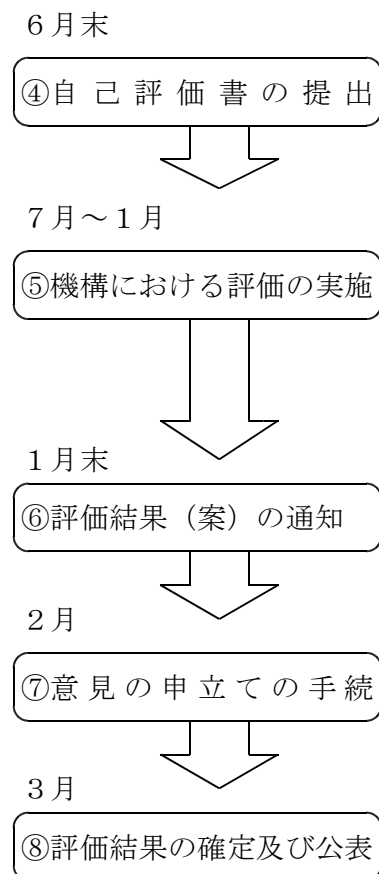 ６月末
④自己評価書の提出
７月～１月
⑤機構における評価の実施
１月末
⑥評価結果（案）の通知
２月
⑦意見の申立ての手続
３月
⑧評価結果の確定及び公表